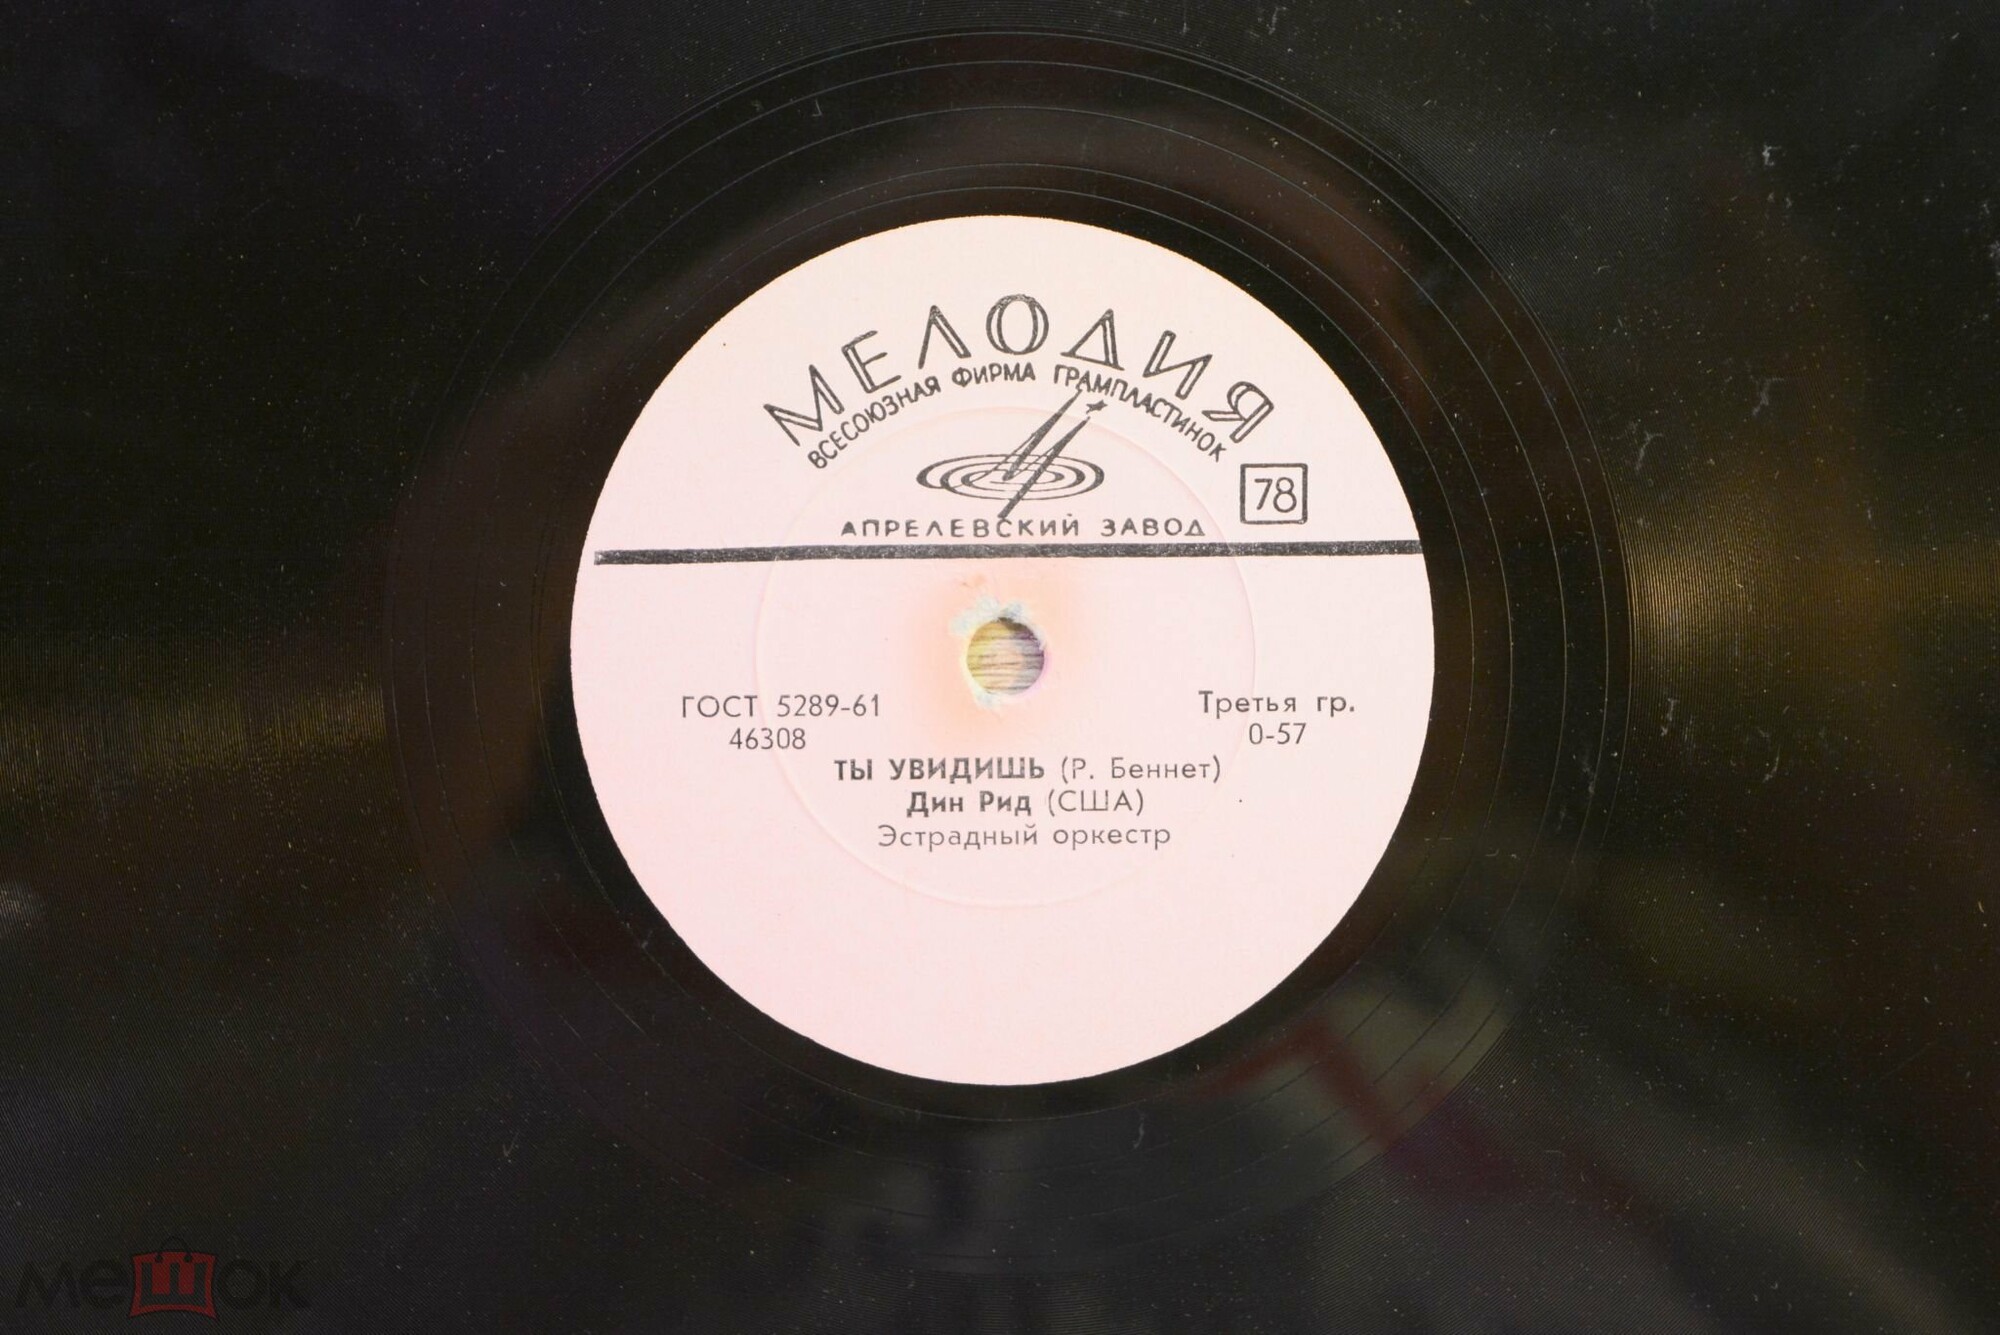 МЕЛОДИЯ
ВСЕСОЮЗНАЯ ФИРМА ГРАМПЛАСТИНОК
АПРЕЛЕВСКИЙ ЗАВОД
78
ГОСТ 5289-61
46308
Третья гр.
0-57
ТЫ УВИДИШЬ (Р. Беннет)
Дин Рид (США)
Эстрадный оркестр
мешок